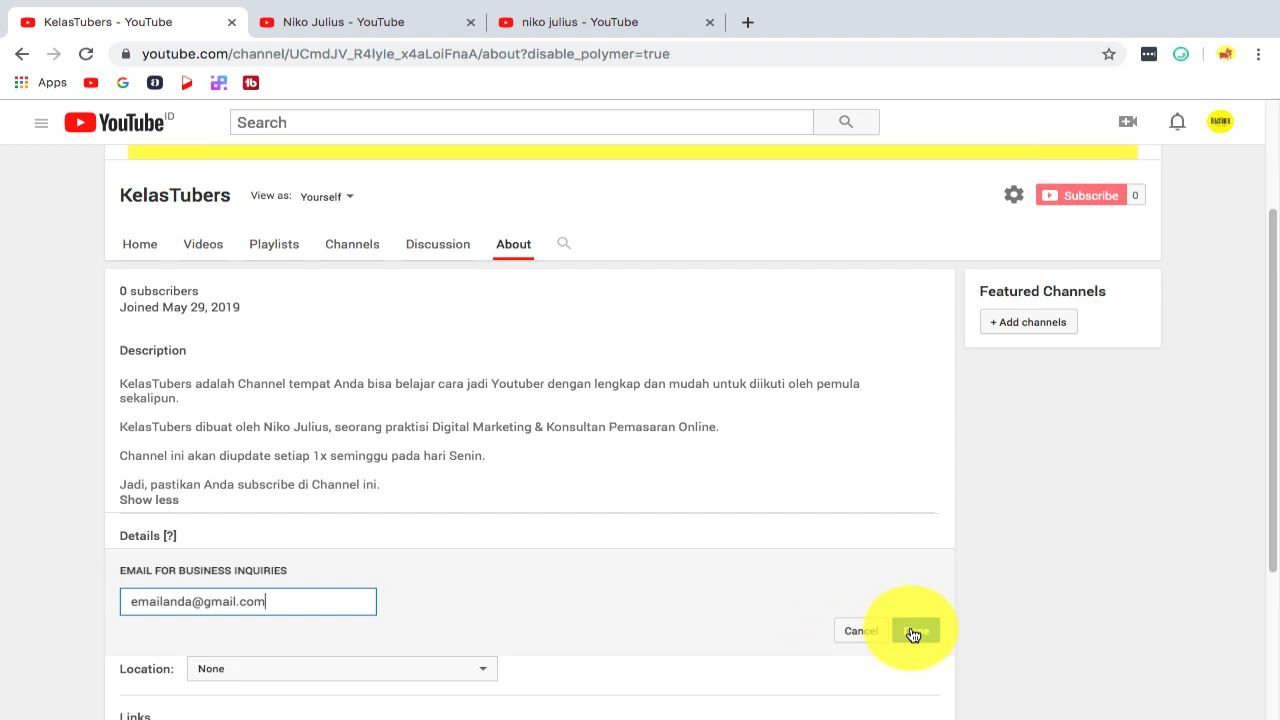 KelasTubers - YouTube
Niko Julius - YouTube
niko julius - YouTube
youtube.com/channel/UCmdJV_R4lyIe_x4aLoiFnaA/about?disable_polymer=true
Apps
YouTube ID
Search
KelasTubers
View as: Yourself
Subscribe 0
Home Videos Playlists Channels Discussion About
0 subscribers
Joined May 29, 2019
Featured Channels
+ Add channels
Description
KelasTubers adalah Channel tempat Anda bisa belajar cara jadi Youtuber dengan lengkap dan mudah untuk diikuti oleh pemula
sekalipun.
KelasTubers dibuat oleh Niko Julius, seorang praktisi Digital Marketing & Konsultan Pemasaran Online.
Channel ini akan diupdate setiap 1x seminggu pada hari Senin.
Jadi, pastikan Anda subscribe di Channel ini.
Show less
Details [?]
EMAIL FOR BUSINESS INQUIRIES
emailanda@gmail.com
Cancel
Location: None
Links